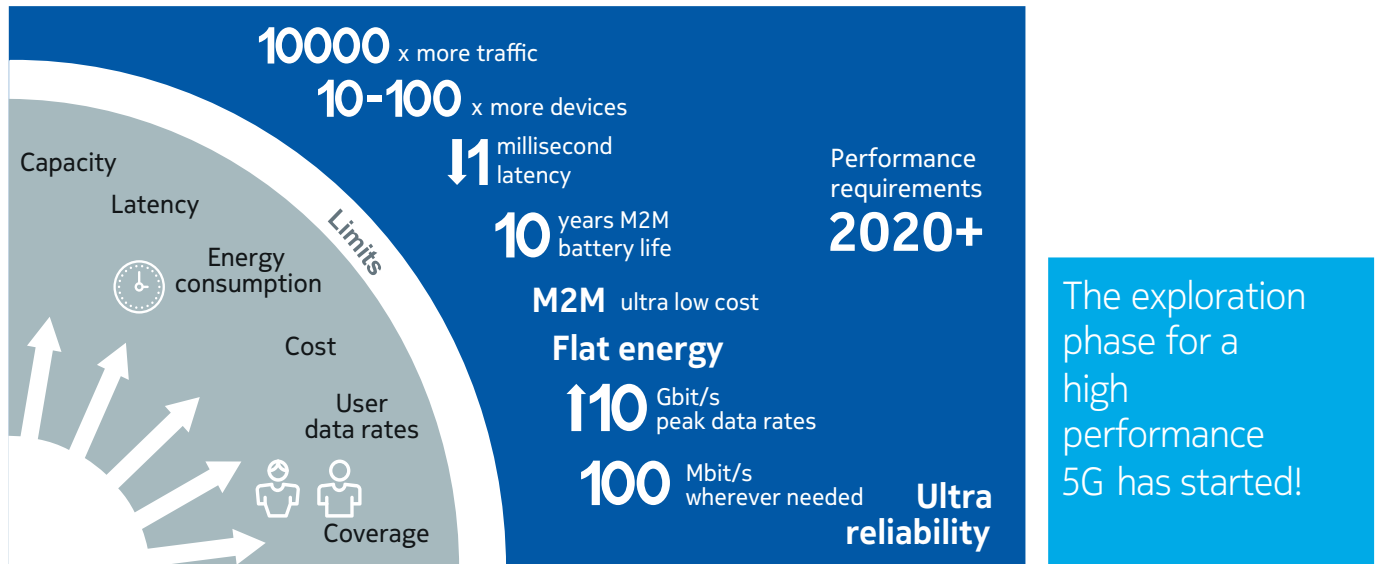 10000 x more traffic
10-100 x more devices
1 millisecond
latency
10 years M2M
battery life
M2M ultra low cost
Flat energy
10 Gbit/s
peak data rates
100 Mbit/s
wherever needed
Ultra
reliability
Performance
requirements
2020+
Limits
Capacity
Latency
Energy
consumption
Cost
User
data rates
Coverage
The exploration
phase for a
high
performance
5G has started!